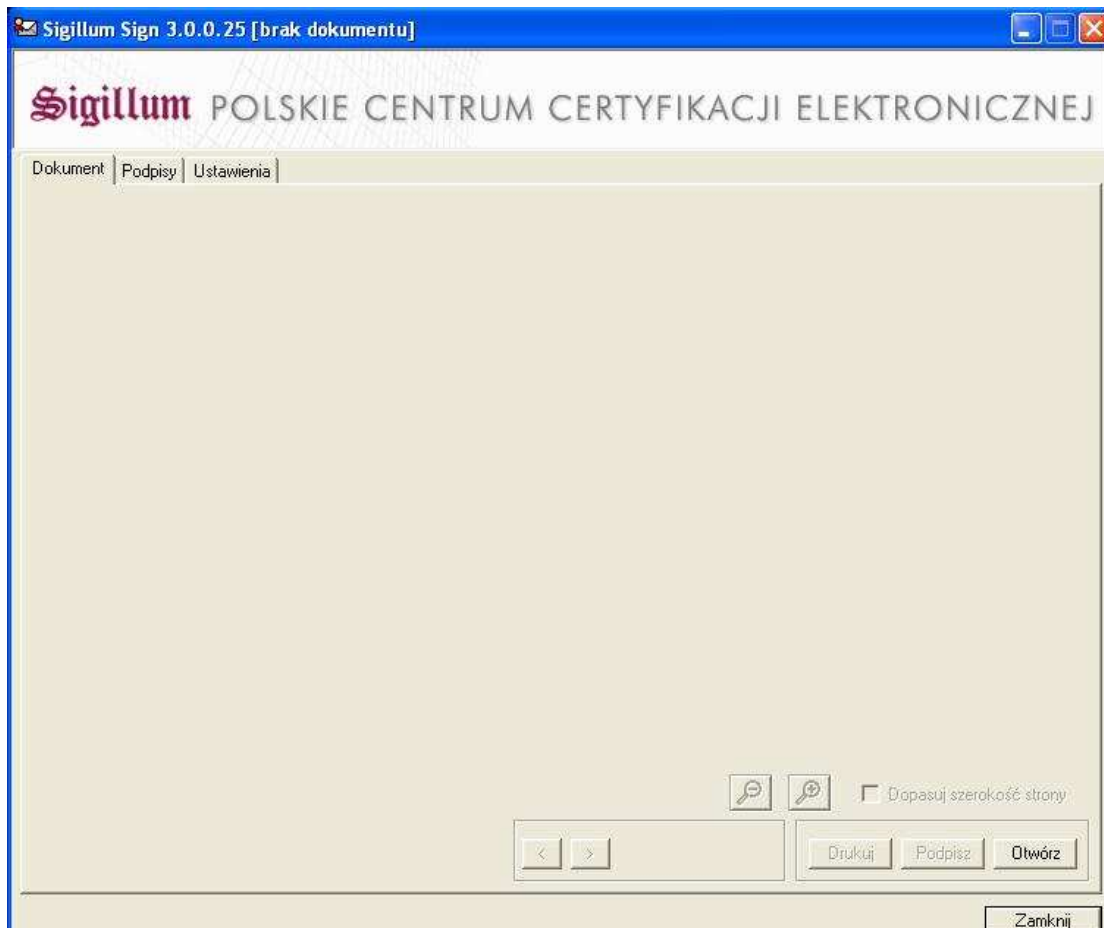 Sigillum Sign 3.0.0.25 [brak dokumentu]
Sigillum POLSKIE CENTRUM CERTYFIKACJI ELEKTRONICZNEJ
Dokument Podpisy Ustawienia
Dopasuj szerokość strony
< > Drukuj Podpisz Otwórz
Zamknij